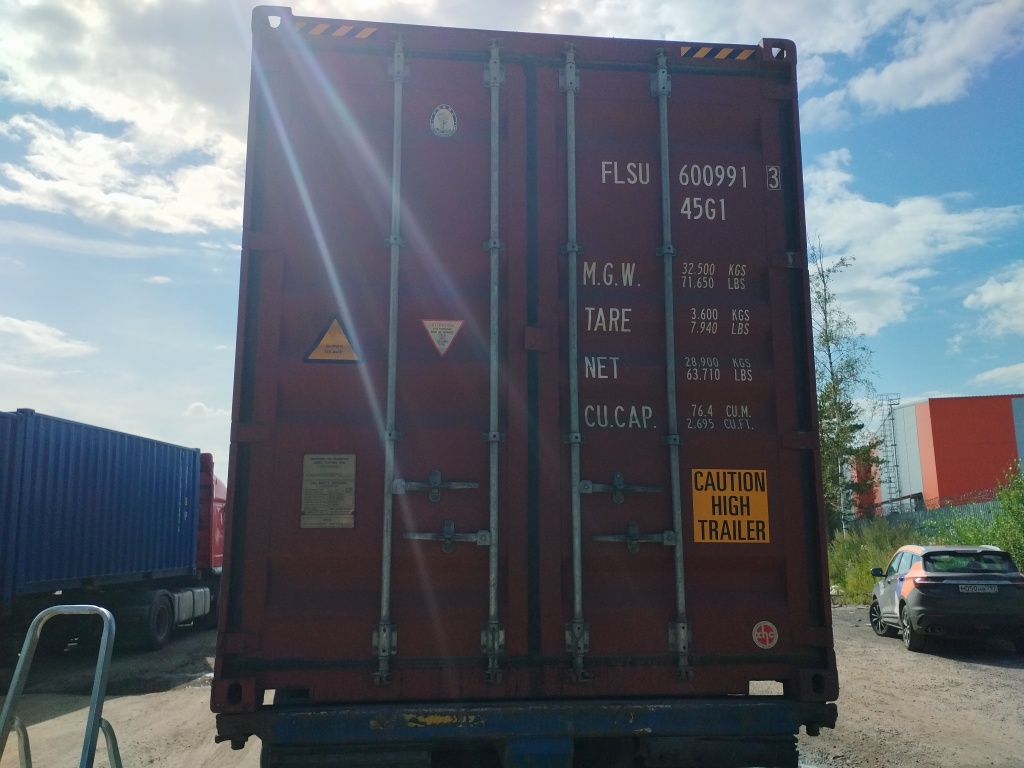 FLSU 600991 3
45G1
M.G.W. 32.500 KGS
71.650 LBS
TARE 3.600 KGS
7.940 LBS
NET 28.900 KGS
63.710 LBS
CU.CAP. 76.4 CU.M.
2.695 CU.FT.
CAUTION
HIGH
TRAILER